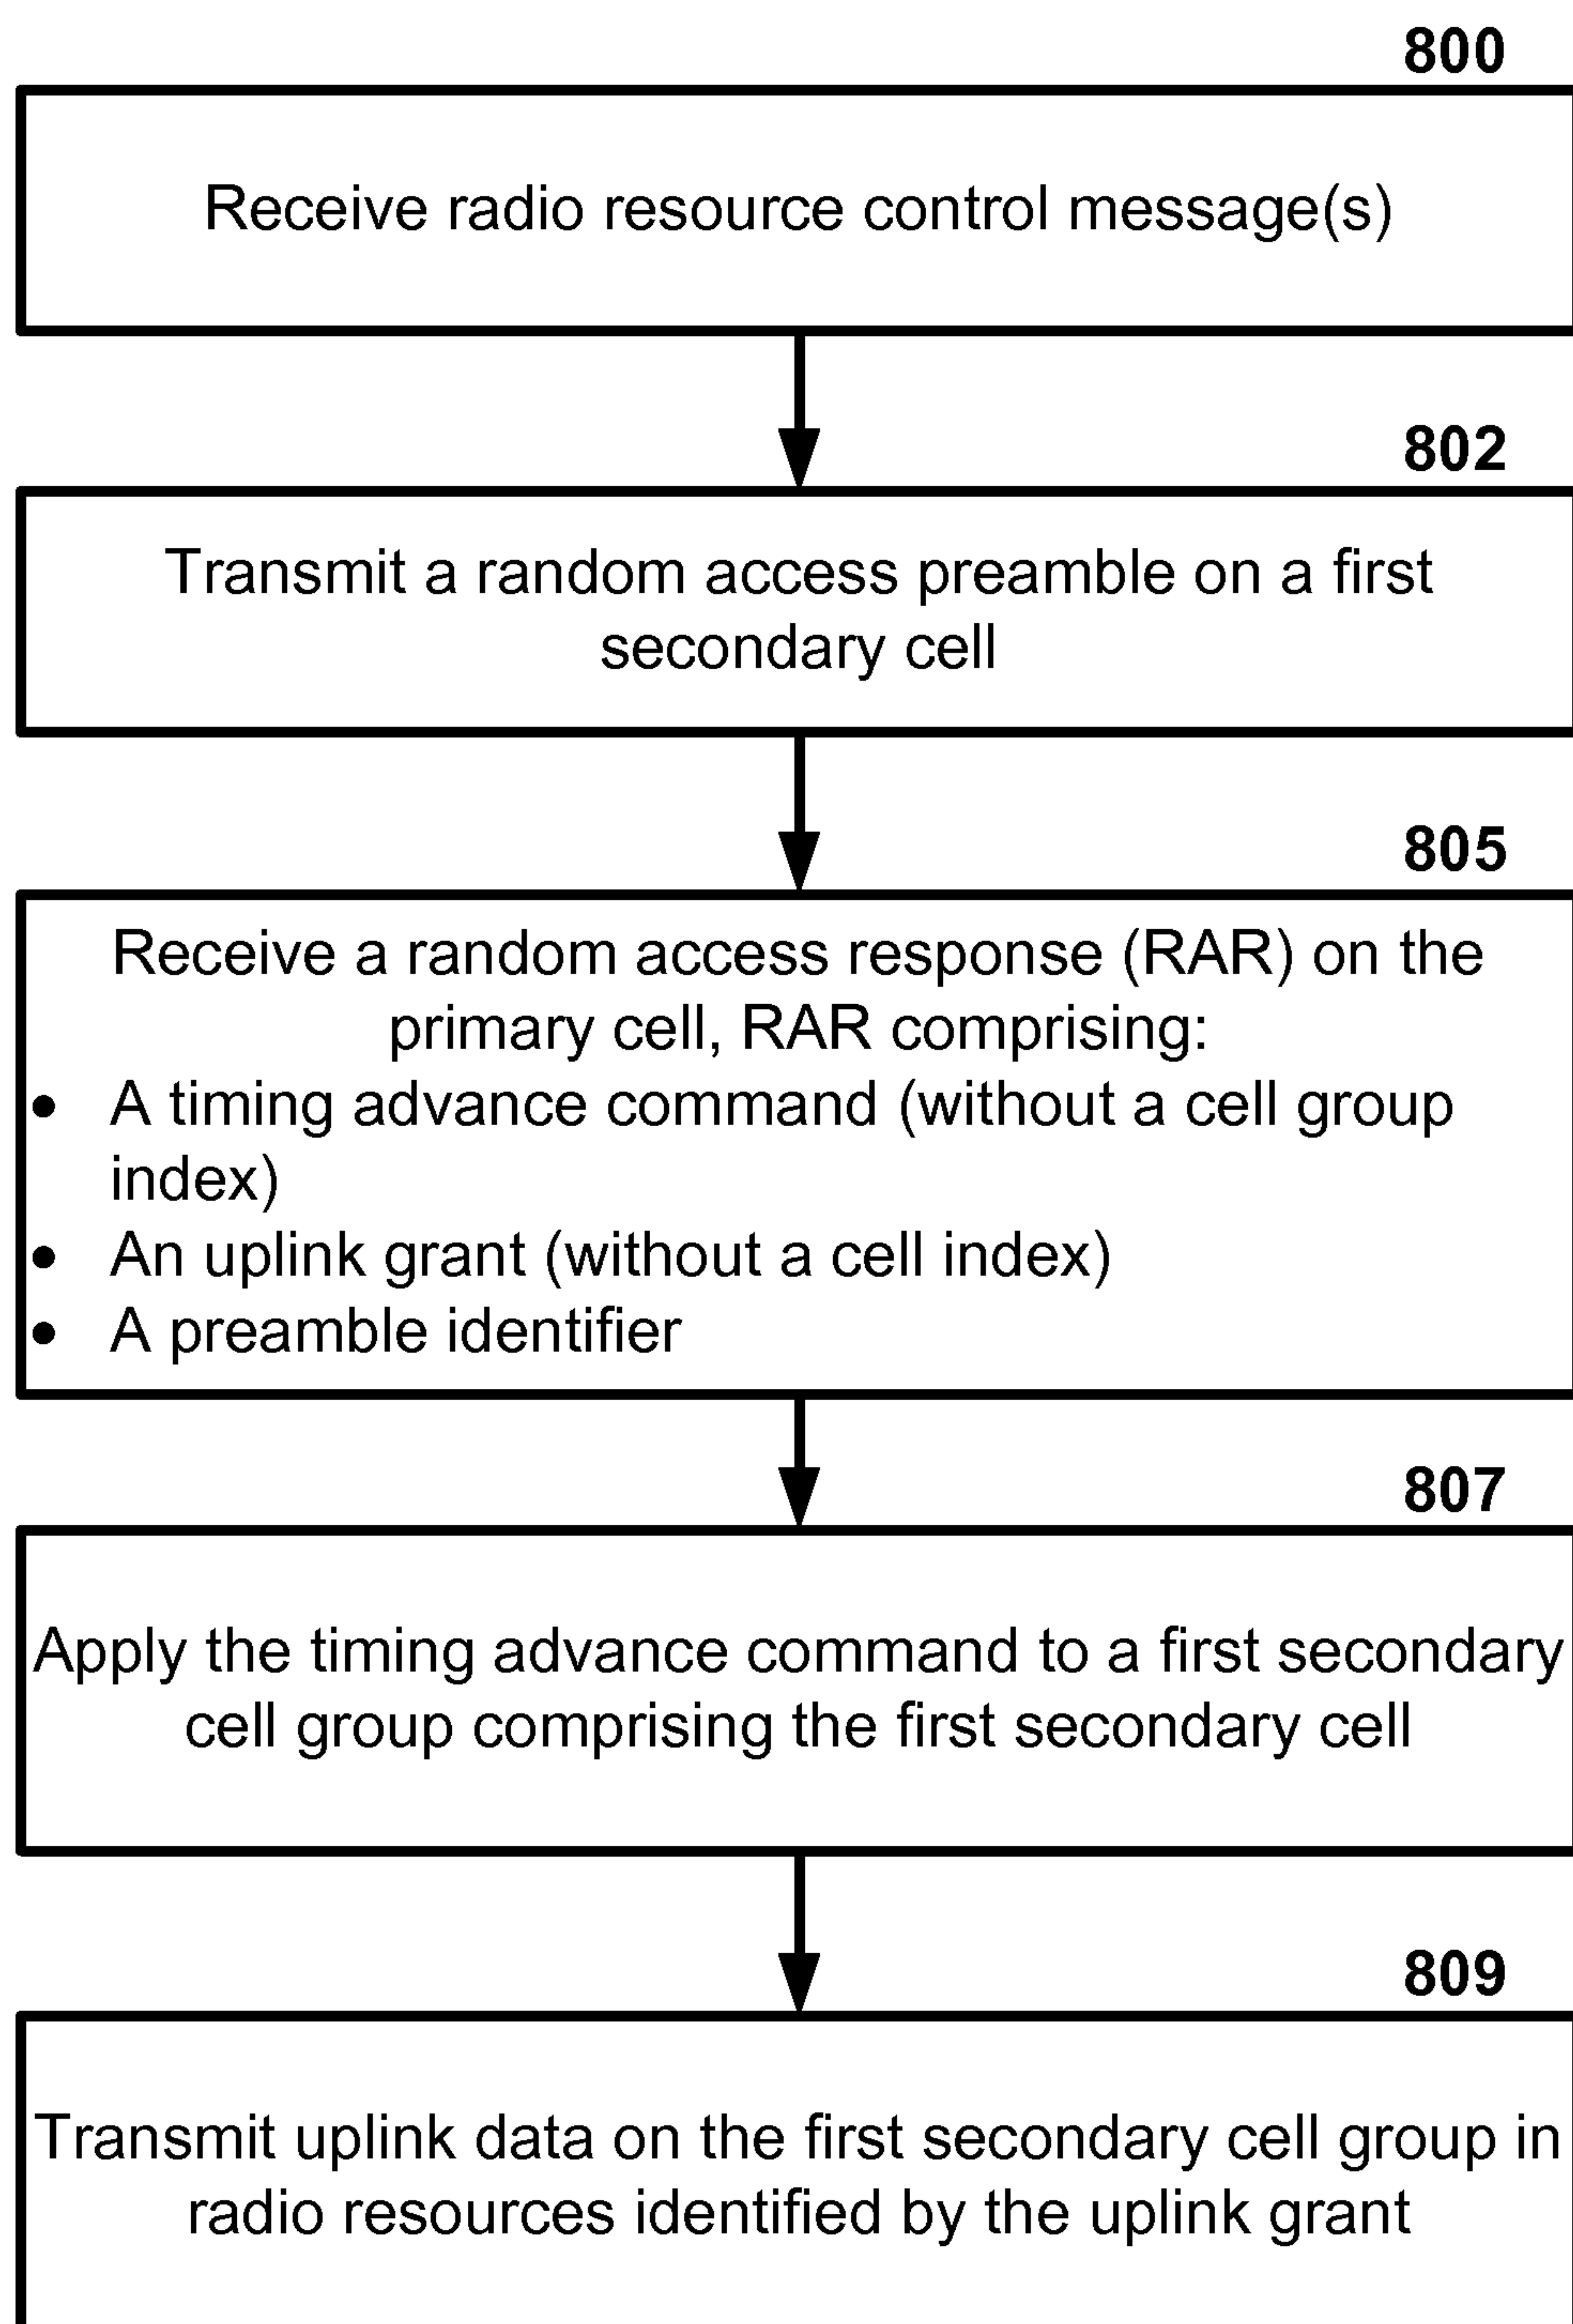 800
Receive radio resource control message(s)
802
Transmit a random access preamble on a first
secondary cell
805
Receive a random access response (RAR) on the
primary cell, RAR comprising:
• A timing advance command (without a cell group
index)
• An uplink grant (without a cell index)
• A preamble identifier
807
Apply the timing advance command to a first secondary
cell group comprising the first secondary cell
809
Transmit uplink data on the first secondary cell group in
radio resources identified by the uplink grant